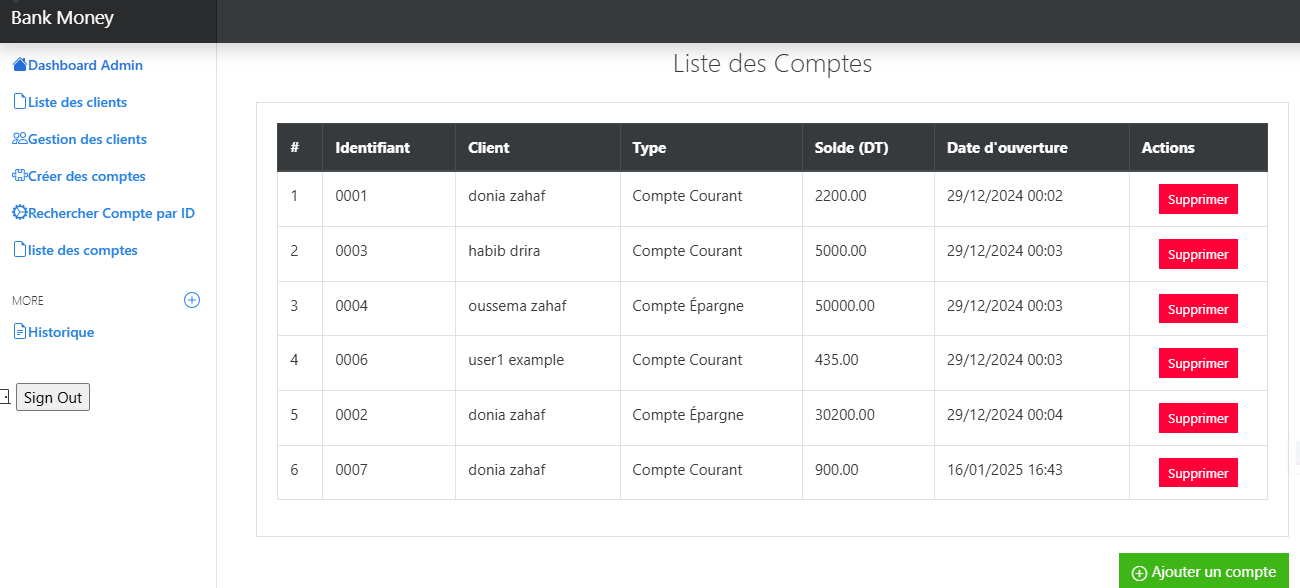 Bank Money
Dashboard Admin
Liste des clients
Gestion des clients
Créer des comptes
Rechercher Compte par ID
liste des comptes
MORE
Historique
Sign Out
Liste des Comptes
# Identifiant Client Type Solde (DT) Date d'ouverture Actions
1 0001 donia zahaf Compte Courant 2200.00 29/12/2024 00:02 Supprimer
2 0003 habib drira Compte Courant 5000.00 29/12/2024 00:03 Supprimer
3 0004 oussema zahaf Compte Épargne 50000.00 29/12/2024 00:03 Supprimer
4 0006 user1 example Compte Courant 435.00 29/12/2024 00:03 Supprimer
5 0002 donia zahaf Compte Épargne 30200.00 29/12/2024 00:04 Supprimer
6 0007 donia zahaf Compte Courant 900.00 16/01/2025 16:43 Supprimer
Ajouter un compte